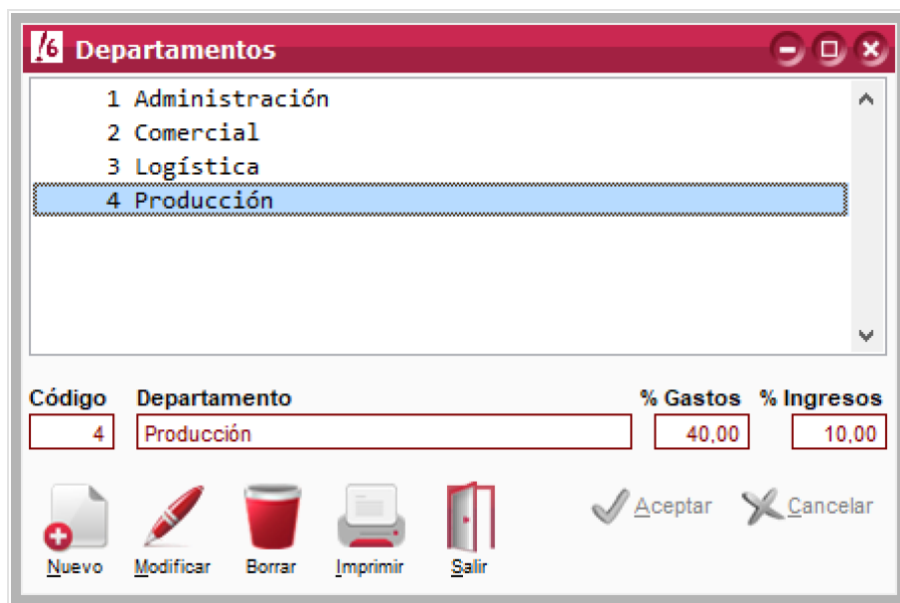 /6 Departamentos
1 Administración
2 Comercial
3 Logística
4 Producción
Código Departamento % Gastos % Ingresos
4 Producción 40,00 10,00
Aceptar Cancelar
Nuevo Modificar Borrar Imprimir Salir